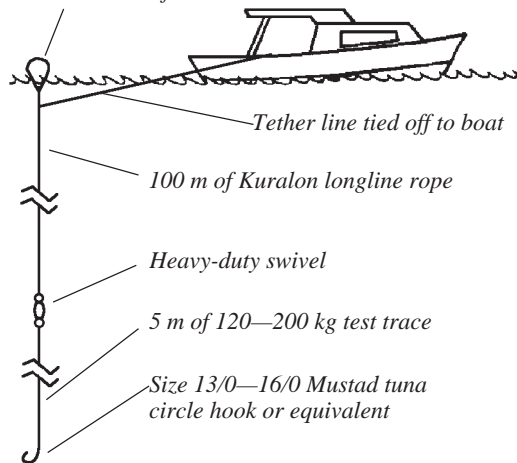 Tether line tied off to boat
100 m of Kuralon longline rope
Heavy-duty swivel
5 m of 120—200 kg test trace
Size 13/0—16/0 Mustad tuna
circle hook or equivalent